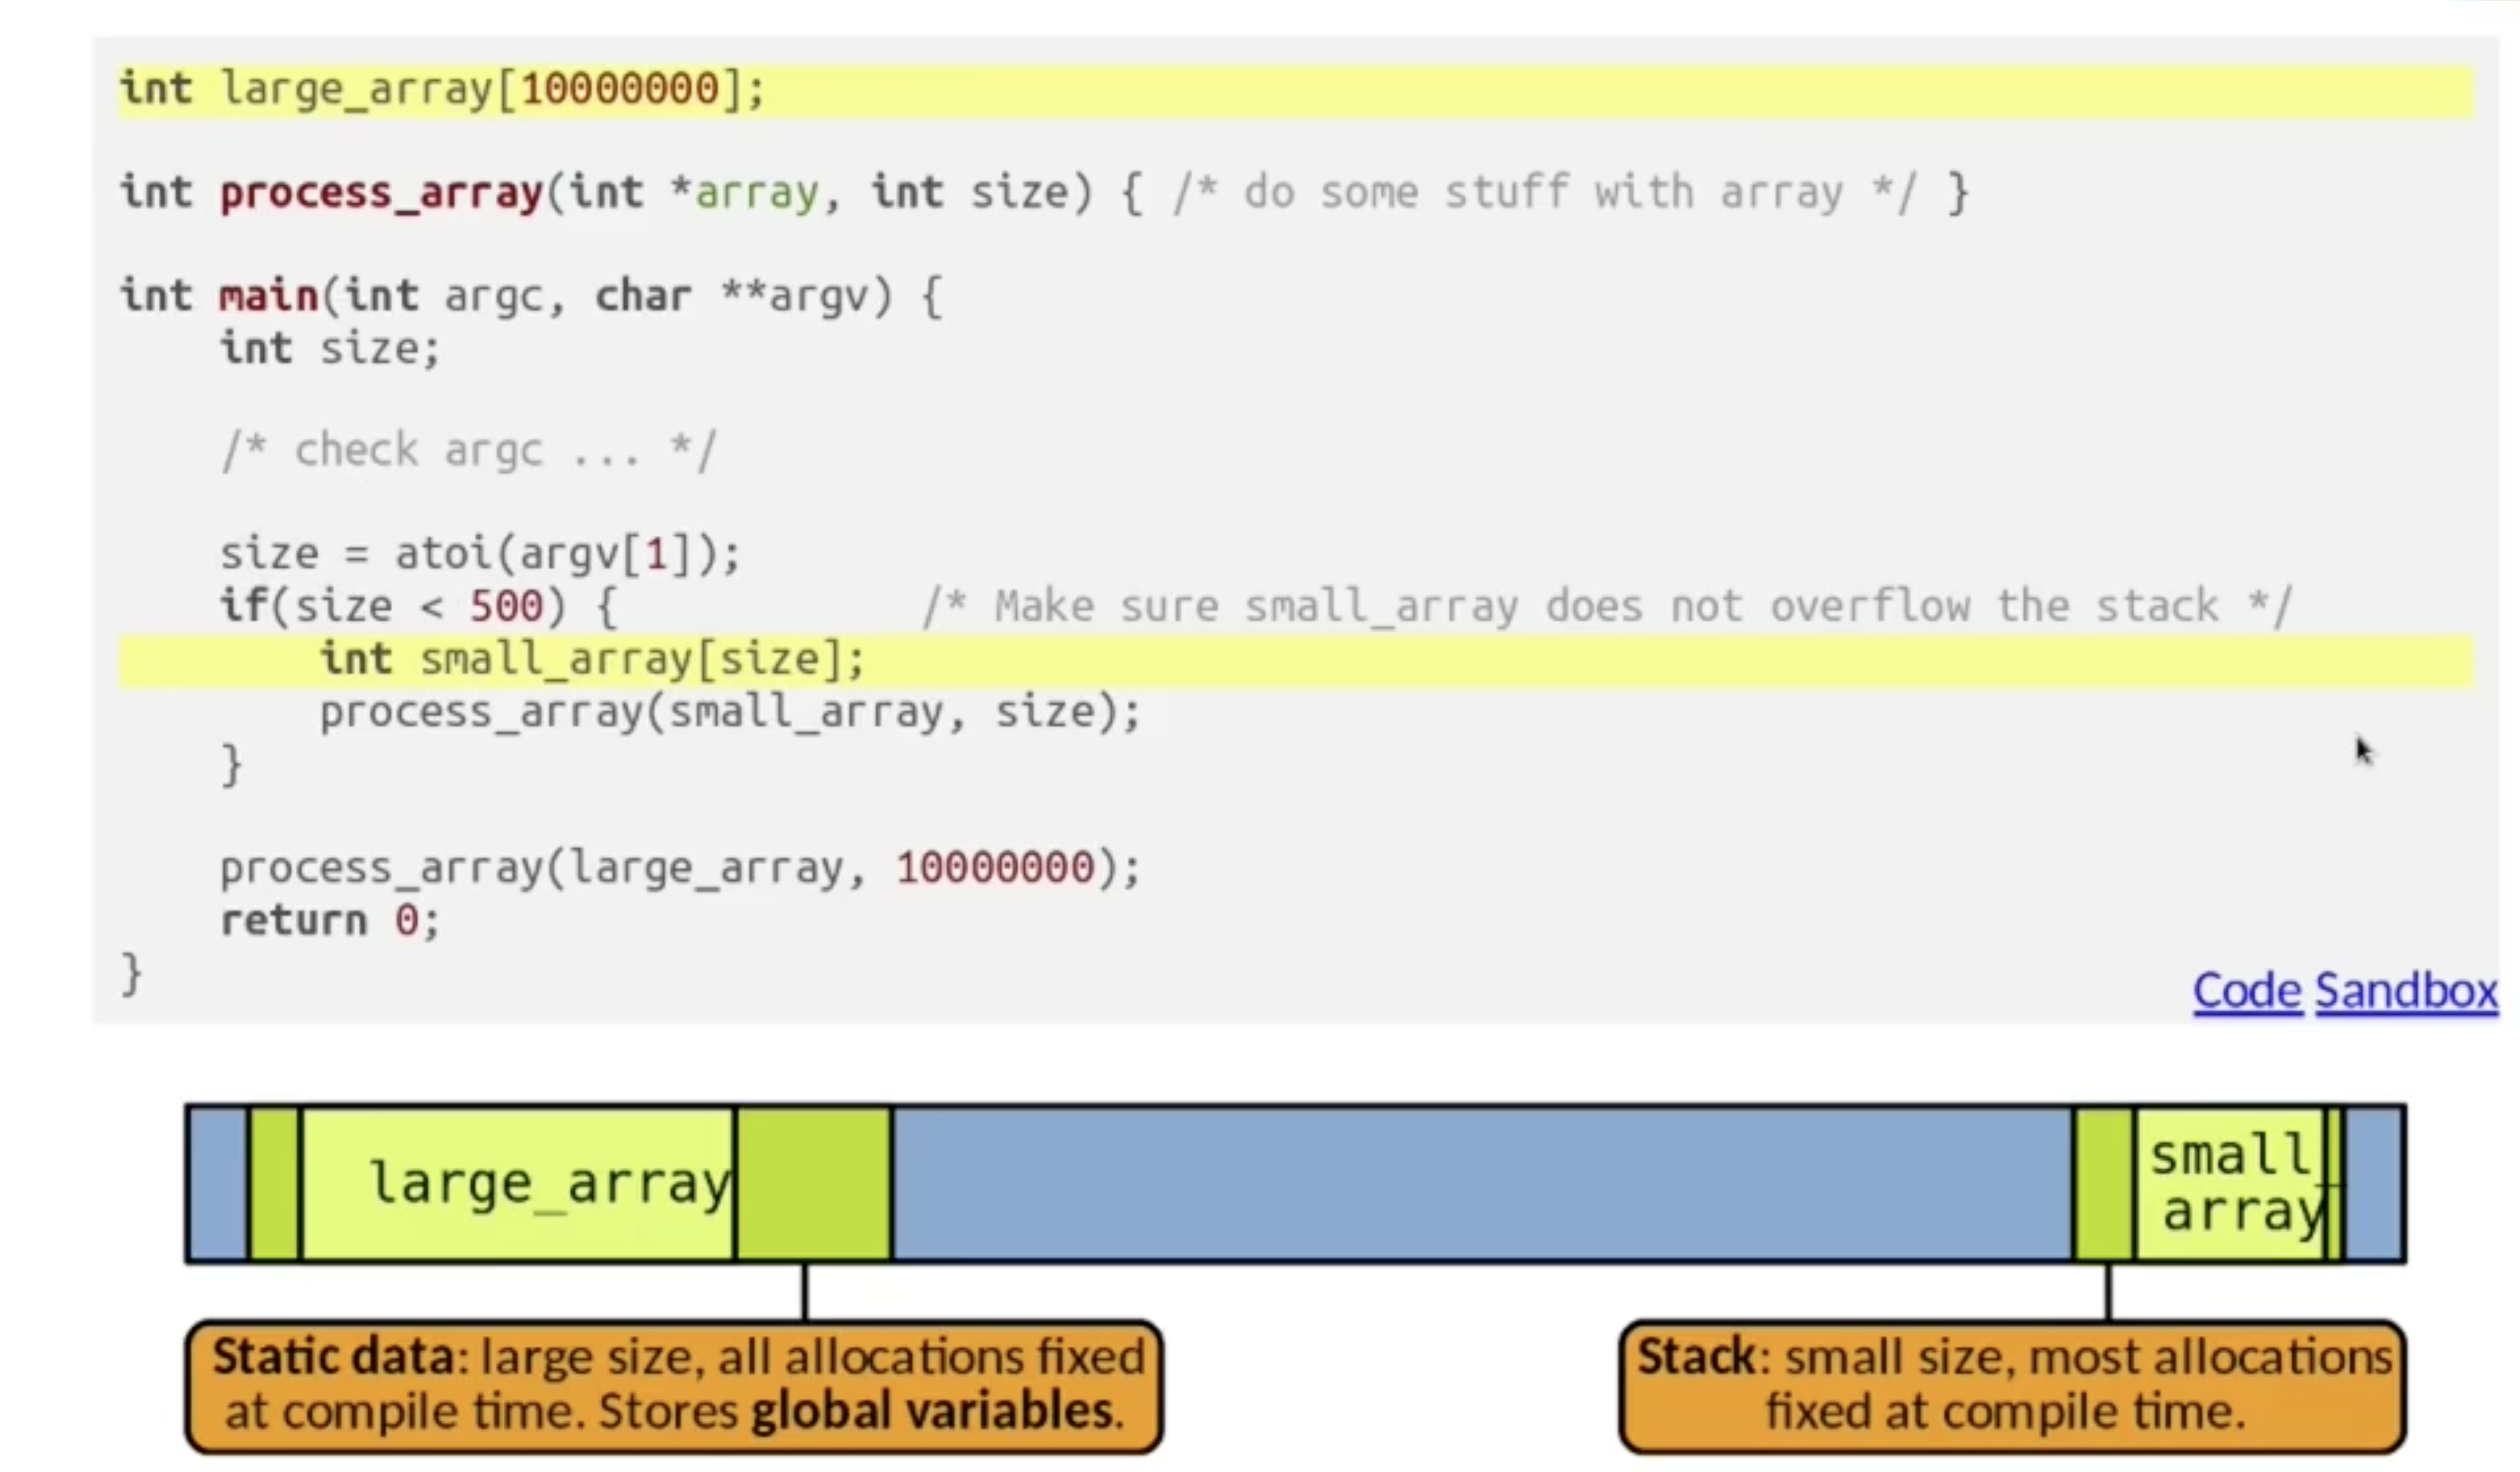 int large_array[10000000];
int process_array(int *array, int size) { /* do some stuff with array */ }
int main(int argc, char **argv) {
    int size;
    /* check argc ... */
    size = atoi(argv[1]);
    if(size < 500) {            /* Make sure small_array does not overflow the stack */
        int small_array[size];
        process_array(small_array, size);
    }
    process_array(large_array, 10000000);
    return 0;
}
Code Sandbox
large_array
small_
array
Static data: large size, all allocations fixed
at compile time. Stores global variables.
Stack: small size, most allocations
fixed at compile time.